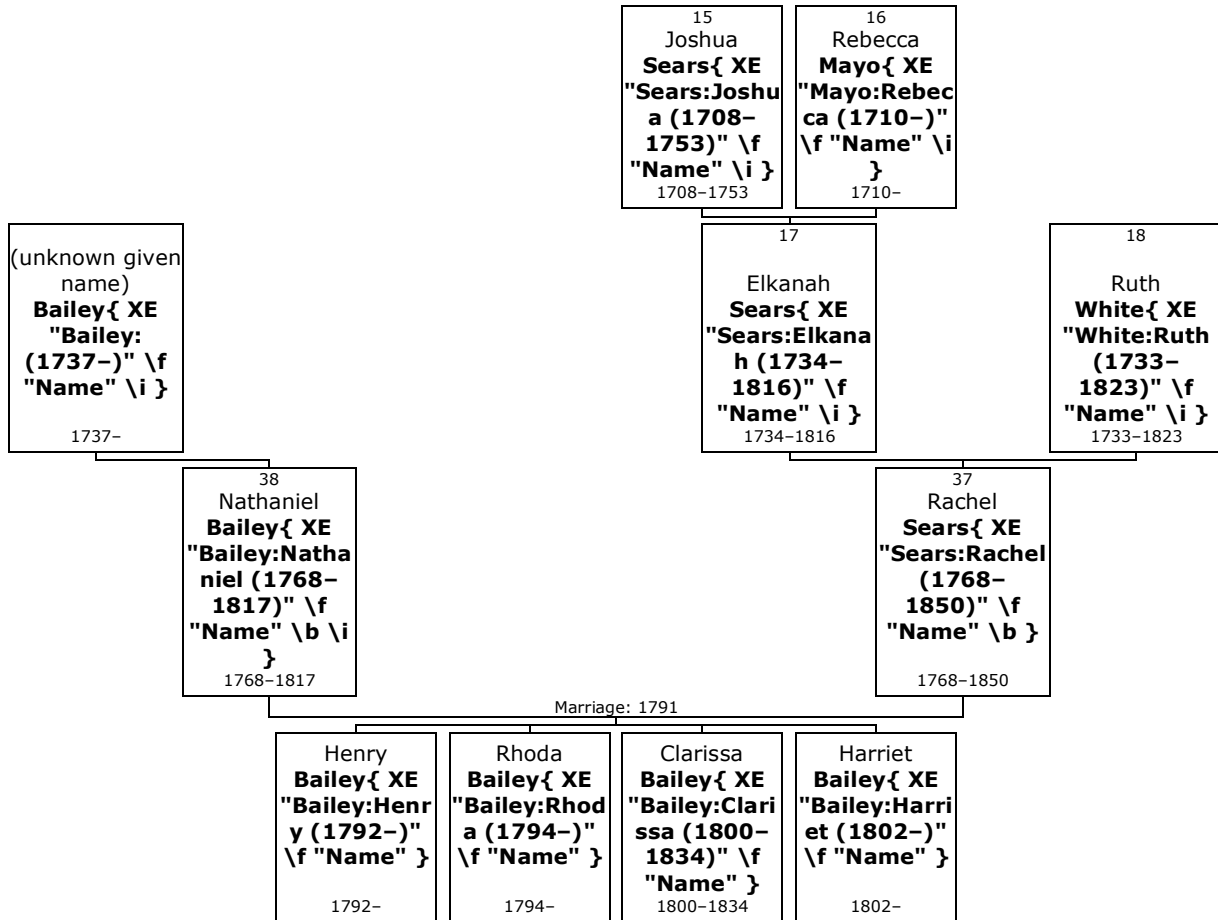 15
Joshua
Sears{ XE
"Sears:Joshu
a (1708–
1753)" \f
"Name" \i }
1708–1753
16
Rebecca
Mayo{ XE
"Mayo:Rebec
ca (1710–)"
\f "Name" \i
}
1710–
(unknown given
name)
Bailey{ XE
"Bailey:
(1737–)" \f
"Name" \i }
1737–
17
Elkanah
Sears{ XE
"Sears:Elkana
h (1734–
1816)" \f
"Name" \i }
1734–1816
18
Ruth
White{ XE
"White:Ruth
(1733–
1823)" \f
"Name" \i }
1733–1823
38
Nathaniel
Bailey{ XE
"Bailey:Natha
niel (1768–
1817)" \f
"Name" \b \i
}
1768–1817
37
Rachel
Sears{ XE
"Sears:Rachel
(1768–
1850)" \f
"Name" \b }
1768–1850
Marriage: 1791
Henry
Bailey{ XE
"Bailey:Henr
y (1792–)"
\f "Name" }
1792–
Rhoda
Bailey{ XE
"Bailey:Rhod
a (1794–)"
\f "Name" }
1794–
Clarissa
Bailey{ XE
"Bailey:Clari
ssa (1800–
1834)" \f
"Name" }
1800–1834
Harriet
Bailey{ XE
"Bailey:Harri
et (1802–)"
\f "Name" }
1802–